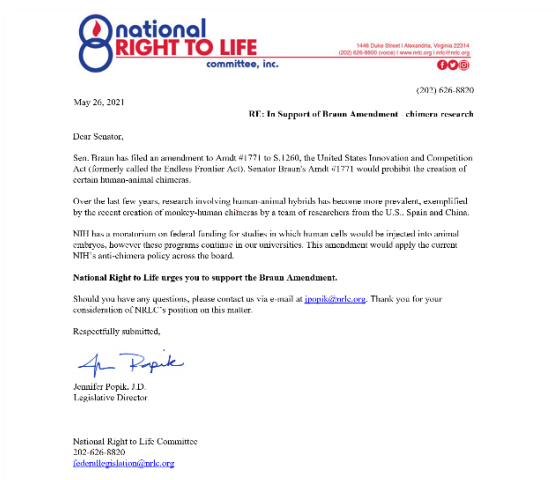 national
RIGHT TO LIFE
committee, inc.
1446 Duke Street | Alexandria, Virginia 22314
(202) 626-8800 (voice) | www.nrlc.org | nrlc@nrlc.org
(202) 626-8820
May 26, 2021
RE: In Support of Braun Amendment - chimera research
Dear Senator,
Sen. Braun has filed an amendment to Amdt #1771 to S.1260, the United States Innovation and Competition
Act (formerly called the Endless Frontier Act). Senator Braun's Amdt #1771 would prohibit the creation of
certain human-animal chimeras.
Over the last few years, research involving human-animal hybrids has become more prevalent, exemplified
by the recent creation of monkey-human chimeras by a team of researchers from the U.S., Spain and China.
NIH has a moratorium on federal funding for studies in which human cells would be injected into animal
embryos, however these programs continue in our universities. This amendment would apply the current
NIH's anti-chimera policy across the board.
National Right to Life urges you to support the Braun Amendment.
Should you have any questions, please contact us via e-mail at jpopik@nrlc.org. Thank you for your
consideration of NRLC's position on this matter.
Respectfully submitted,
Jen Popik
Jennifer Popik, J.D.
Legislative Director
National Right to Life Committee
202-626-8820
federallegislation@nrlc.org